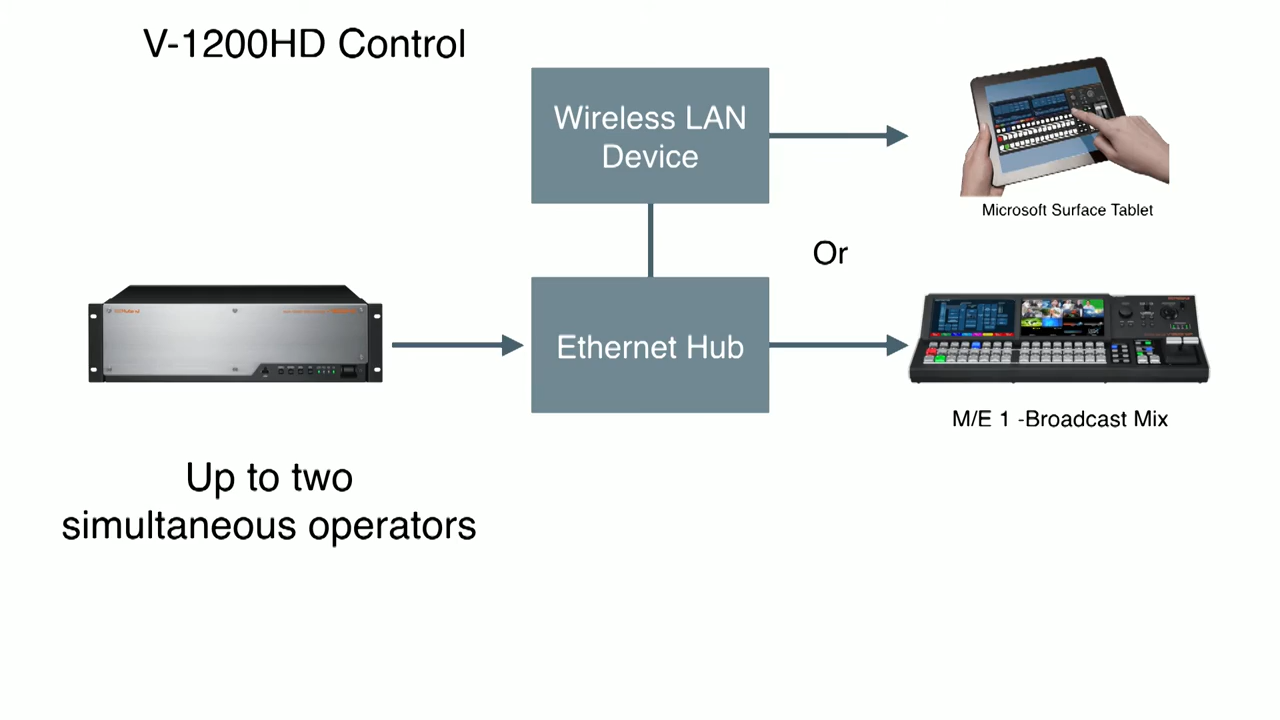 V-1200HD Control
Wireless LAN
Device
Microsoft Surface Tablet
Or
Ethernet Hub
Roland
M/E 1 -Broadcast Mix
Up to two
simultaneous operators